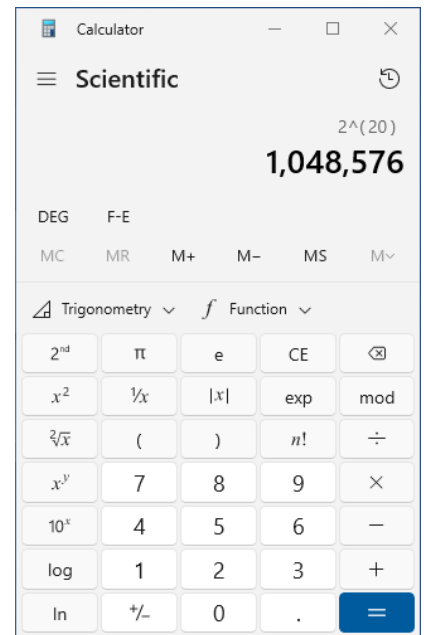 Calculator
Scientific
2^(20)
1,048,576
DEG F-E
MC MR M+ M− MS M
Trigonometry f Function
2ⁿᵈ π e CE
x² ¹/x |x| exp mod
²√x ( ) n! ÷
xʸ 7 8 9 ×
10ˣ 4 5 6 −
log 1 2 3 +
ln +/− 0 . =